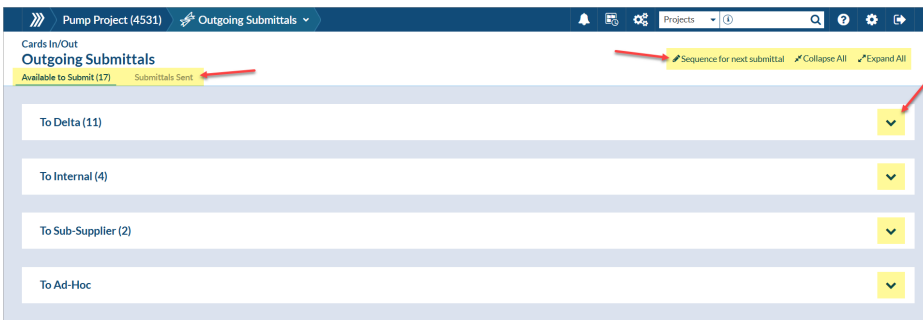 Pump Project (4531) Outgoing Submittals Projects
Cards In/Out
Outgoing Submittals
Available to Submit (17) Submittals Sent
Sequence for next submittal Collapse All Expand All
To Delta (11)
To Internal (4)
To Sub-Supplier (2)
To Ad-Hoc